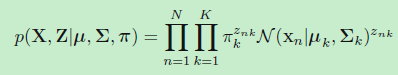 p(X, Z|μ, Σ, π) = ∏_{n=1}^{N} ∏_{k=1}^{K} π_k^{z_{nk}} 𝒩(x_n|μ_k, Σ_k)^{z_{nk}}